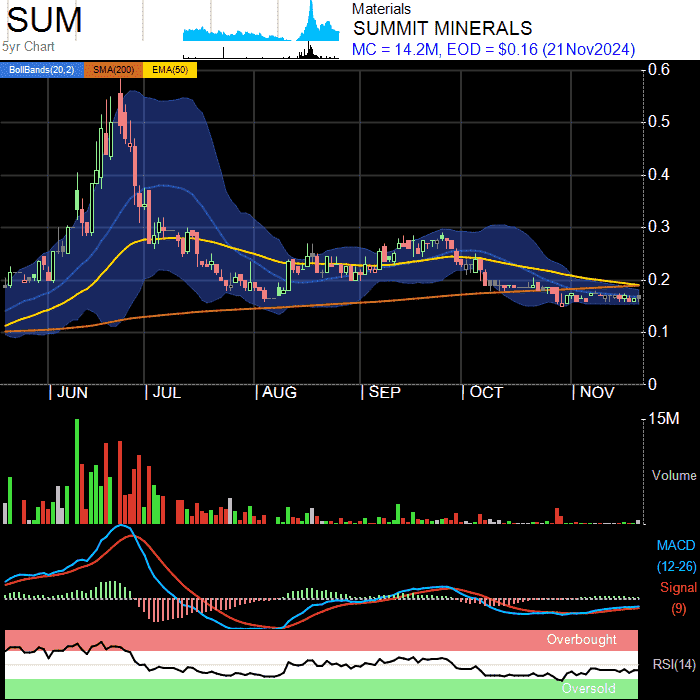 SUM
5yr Chart
Materials
SUMMIT MINERALS
MC = 14.2M, EOD = $0.16 (21Nov2024)
BollBands(20,2) SMA(200) EMA(50)
0.6
0.5
0.4
0.3
0.2
0.1
0
JUN JUL AUG SEP OCT NOV
15M
Volume
MACD
(12-26)
Signal
(9)
Overbought
RSI(14)
Oversold